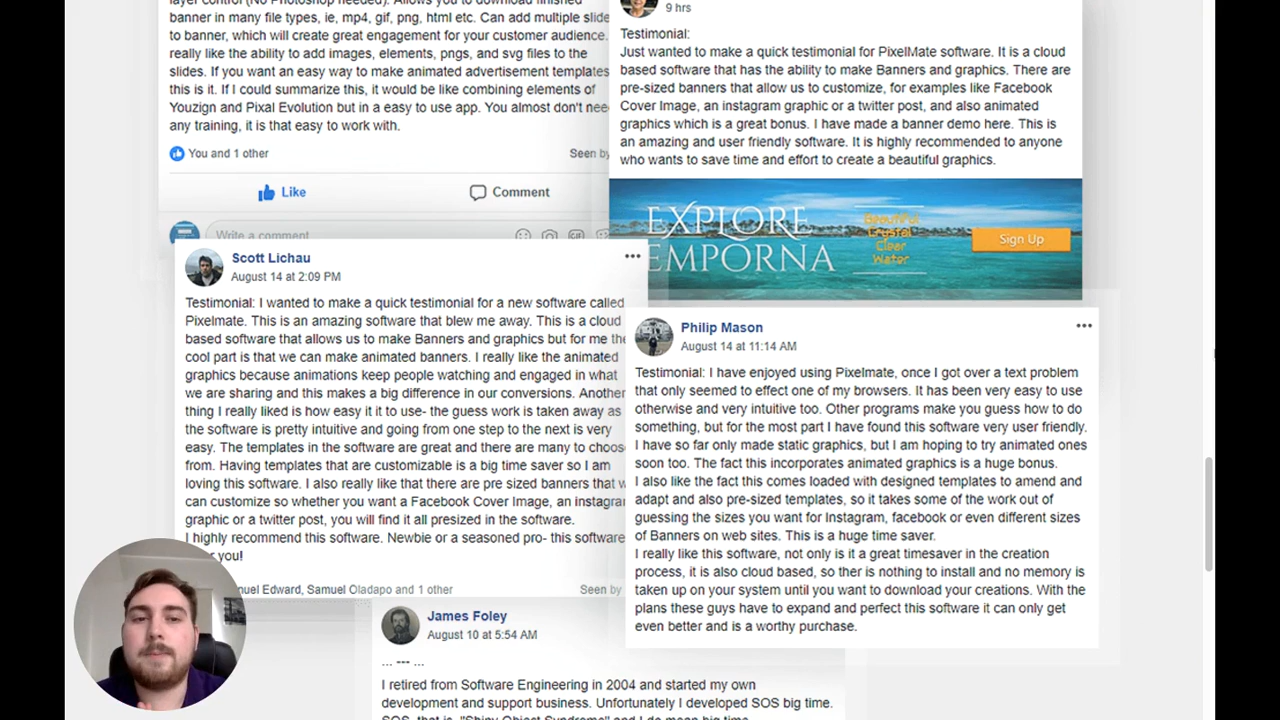 layer control (No Photoshop needed). Allows you to download finished
banner in many file types, ie, mp4, gif, png, html etc. Can add multiple slide
to banner, which will create great engagement for your customer audience.
really like the ability to add images, elements, pngs, and svg files to the
slides. If you want an easy way to make animated advertisement templates
this is it. If I could summarize this, it would be like combining elements of
Youzign and Pixal Evolution but in a easy to use app. You almost don't nee
any training, it is that easy to work with.
You and 1 other
Seen by
Like
Comment
Write a comment
GIF
9 hrs
Testimonial:
Just wanted to make a quick testimonial for PixelMate software. It is a cloud
based software that has the ability to make Banners and graphics. There are
pre-sized banners that allow us to customize, for examples like Facebook
Cover Image, an instagram graphic or a twitter post, and also animated
graphics which is a great bonus. I have made a banner demo here. This is
an amazing and user friendly software. It is highly recommended to anyone
who wants to save time and effort to create a beautiful graphics.
EXPLORE
EMPORNA
Beautiful
Crystal
Clear
Water
Sign Up
Scott Lichau
August 14 at 2:09 PM
Testimonial: I wanted to make a quick testimonial for a new software called
Pixelmate. This is an amazing software that blew me away. This is a cloud
based software that allows us to make Banners and graphics but for me the
cool part is that we can make animated banners. I really like the animated
graphics because animations keep people watching and engaged in what
we are sharing and this makes a big difference in our conversions. Another
thing I really liked is how easy it it to use- the guess work is taken away as
the software is pretty intuitive and going from one step to the next is very
easy. The templates in the software are great and there are many to choos
from. Having templates that are customizable is a big time saver so I am
loving this software. I also really like that there are pre sized banners that w
can customize so whether you want a Facebook Cover Image, an instagra
graphic or a twitter post, you will find it all presized in the software.
I highly recommend this software. Newbie or a seasoned pro- this software
you!
uel Edward, Samuel Oladapo and 1 other
Seen by
Philip Mason
August 14 at 11:14 AM
Testimonial: I have enjoyed using Pixelmate, once I got over a text problem
that only seemed to effect one of my browsers. It has been very easy to use
otherwise and very intuitive too. Other programs make you guess how to do
something, but for the most part I have found this software very user friendly.
I have so far only made static graphics, but I am hoping to try animated ones
soon too. The fact this incorporates animated graphics is a huge bonus.
I also like the fact this comes loaded with designed templates to amend and
adapt and also pre-sized templates, so it takes some of the work out of
guessing the sizes you want for Instagram, facebook or even different sizes
of Banners on web sites. This is a huge time saver.
I really like this software, not only is it a great timesaver in the creation
process, it is also cloud based, so ther is nothing to install and no memory is
taken up on your system until you want to download your creations. With the
plans these guys have to expand and perfect this software it can only get
even better and is a worthy purchase.
James Foley
August 10 at 5:54 AM
... --- ...
I retired from Software Engineering in 2004 and started my own
development and support business. Unfortunately I developed SOS big time.
SOS, that is, "Shiny Object Syndrome" and I do mean big time.